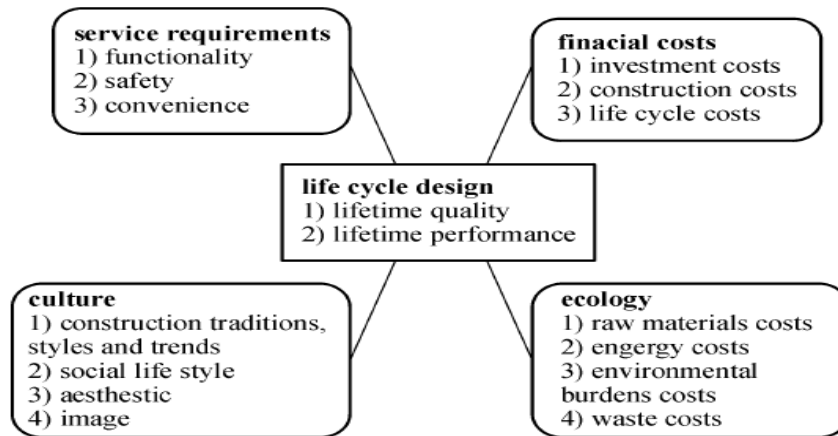 service requirements
1) functionality
2) safety
3) convenience
finacial costs
1) investment costs
2) construction costs
3) life cycle costs
life cycle design
1) lifetime quality
2) lifetime performance
culture
1) construction traditions,
styles and trends
2) social life style
3) aesthestic
4) image
ecology
1) raw materials costs
2) engergy costs
3) environmental
burdens costs
4) waste costs